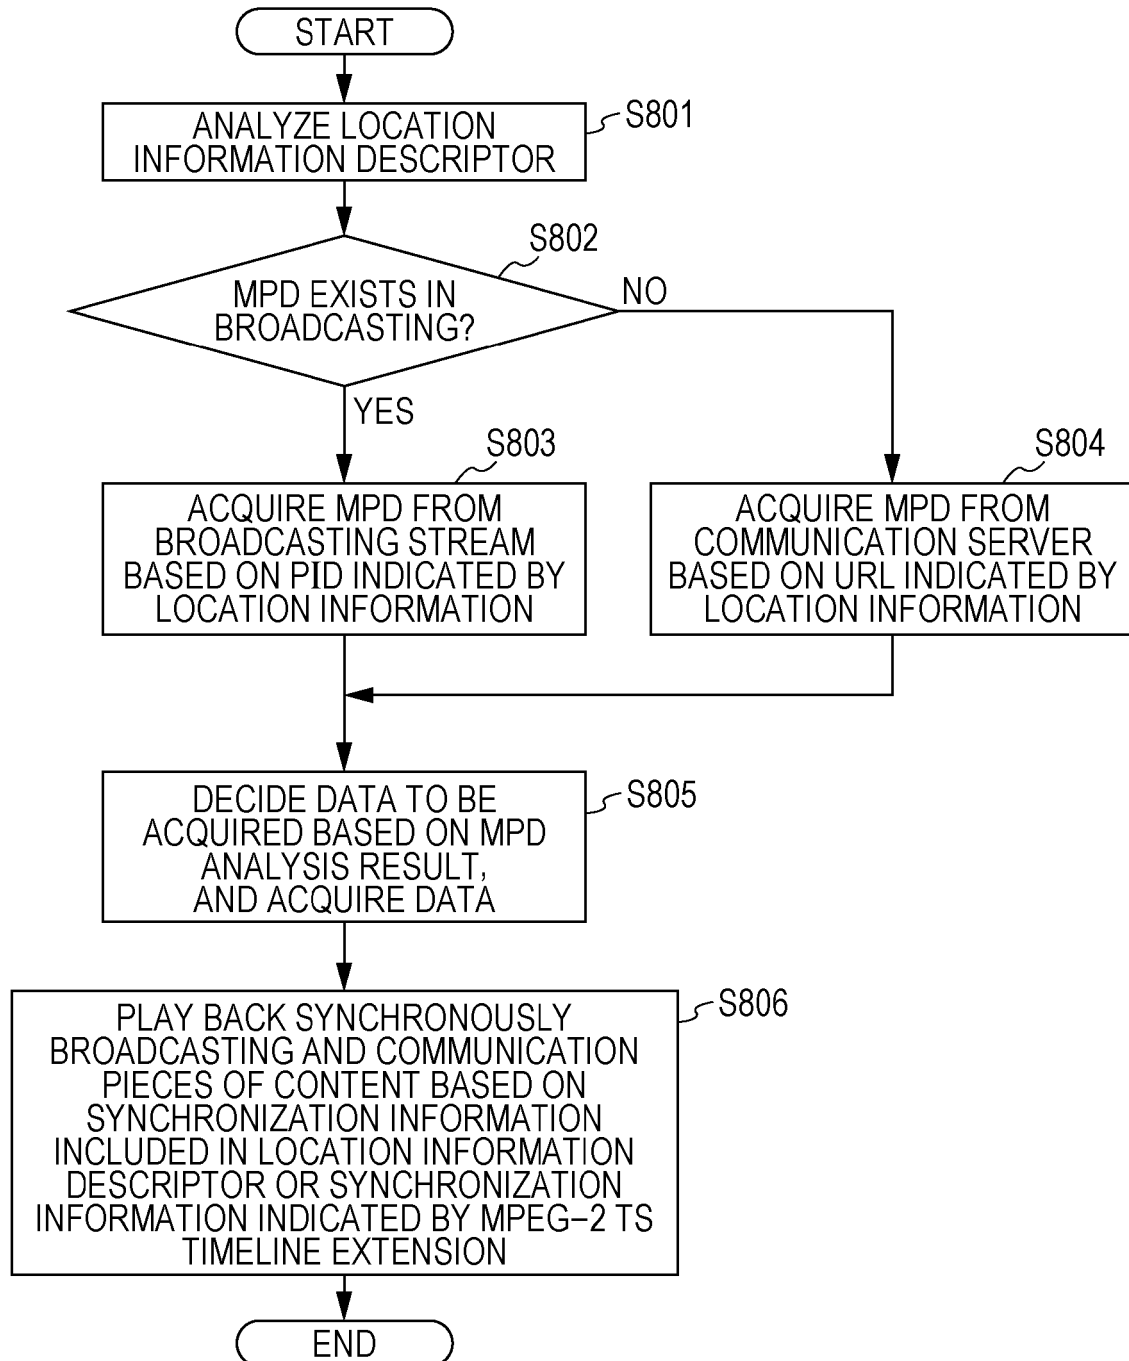 START
ANALYZE LOCATION
INFORMATION DESCRIPTOR
S801
S802
MPD EXISTS IN
BROADCASTING?
NO
YES
S803
ACQUIRE MPD FROM
BROADCASTING STREAM
BASED ON PID INDICATED BY
LOCATION INFORMATION
S804
ACQUIRE MPD FROM
COMMUNICATION SERVER
BASED ON URL INDICATED BY
LOCATION INFORMATION
DECIDE DATA TO BE
ACQUIRED BASED ON MPD
ANALYSIS RESULT,
AND ACQUIRE DATA
S805
PLAY BACK SYNCHRONOUSLY
BROADCASTING AND COMMUNICATION
PIECES OF CONTENT BASED ON
SYNCHRONIZATION INFORMATION
INCLUDED IN LOCATION INFORMATION
DESCRIPTOR OR SYNCHRONIZATION
INFORMATION INDICATED BY MPEG–2 TS
TIMELINE EXTENSION
S806
END